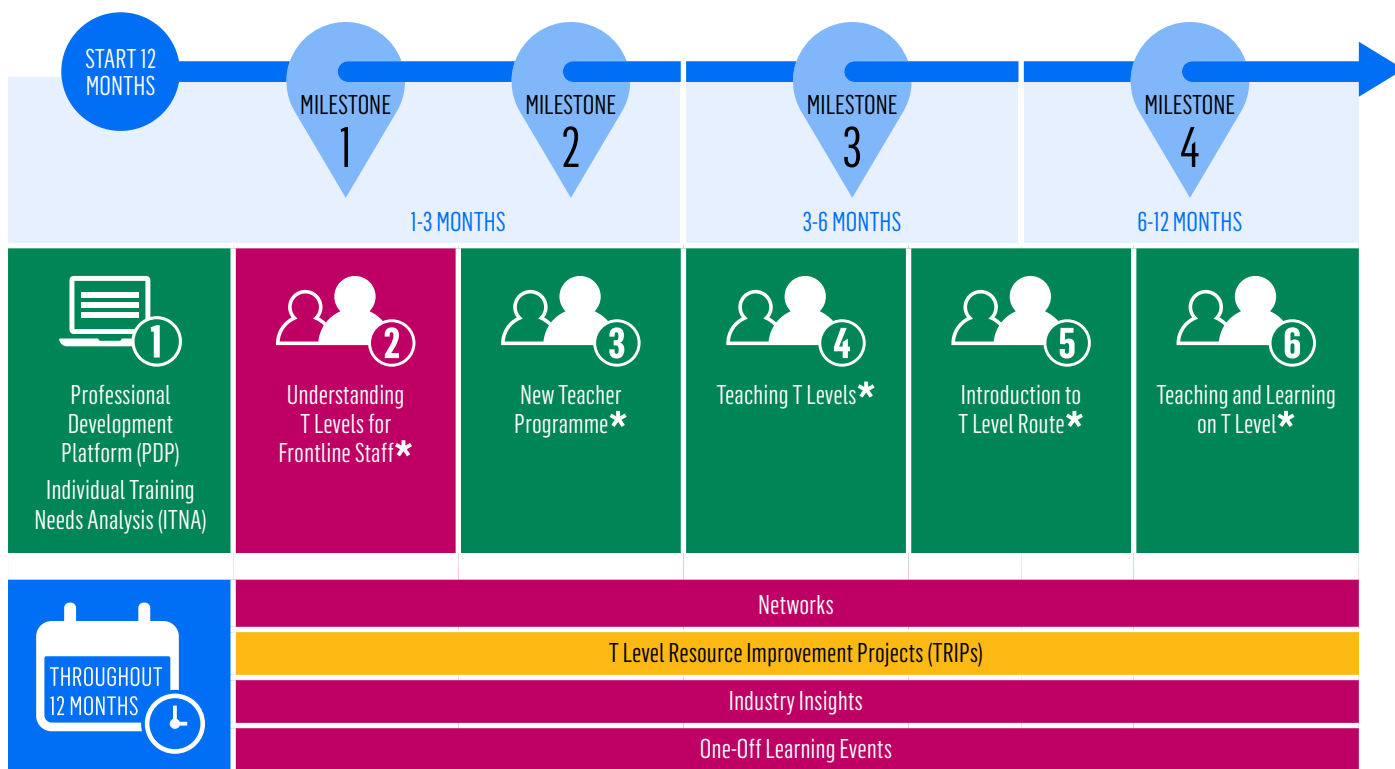 START 12
MONTHS
MILESTONE
1
MILESTONE
2
MILESTONE
3
MILESTONE
4
1-3 MONTHS
3-6 MONTHS
6-12 MONTHS
1
Professional
Development
Platform (PDP)
Individual Training
Needs Analysis (ITNA)
2
Understanding
T Levels for
Frontline Staff*
3
New Teacher
Programme*
4
Teaching T Levels*
5
Introduction to
T Level Route*
6
Teaching and Learning
on T Level*
THROUGHOUT
12 MONTHS
Networks
T Level Resource Improvement Projects (TRIPs)
Industry Insights
One-Off Learning Events